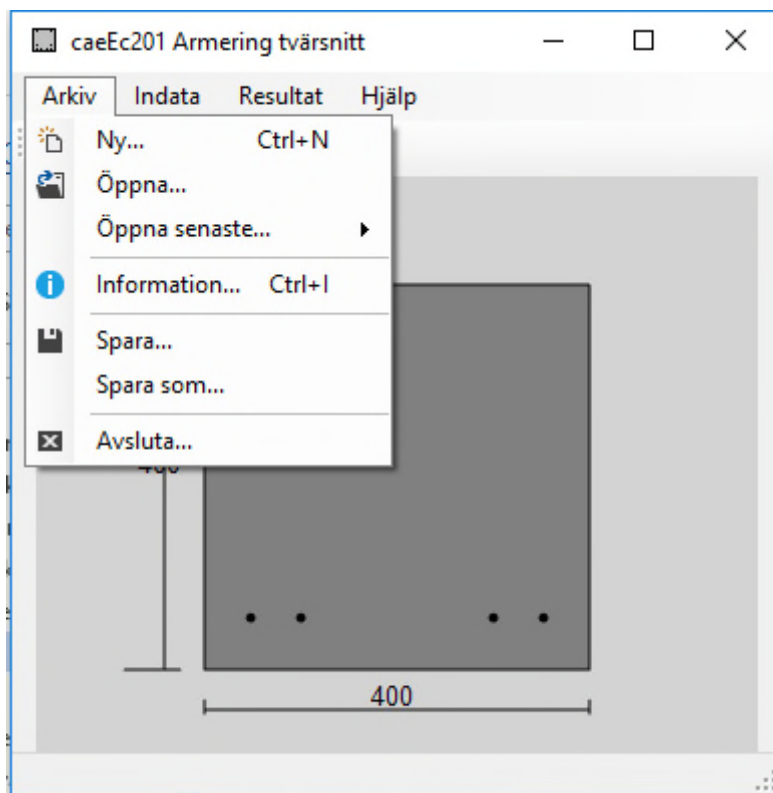 caeEc201 Armering tvärsnitt
Arkiv Indata Resultat Hjälp
Ny... Ctrl+N
Öppna...
Öppna senaste...
Information... Ctrl+I
Spara...
Spara som...
Avsluta...
400